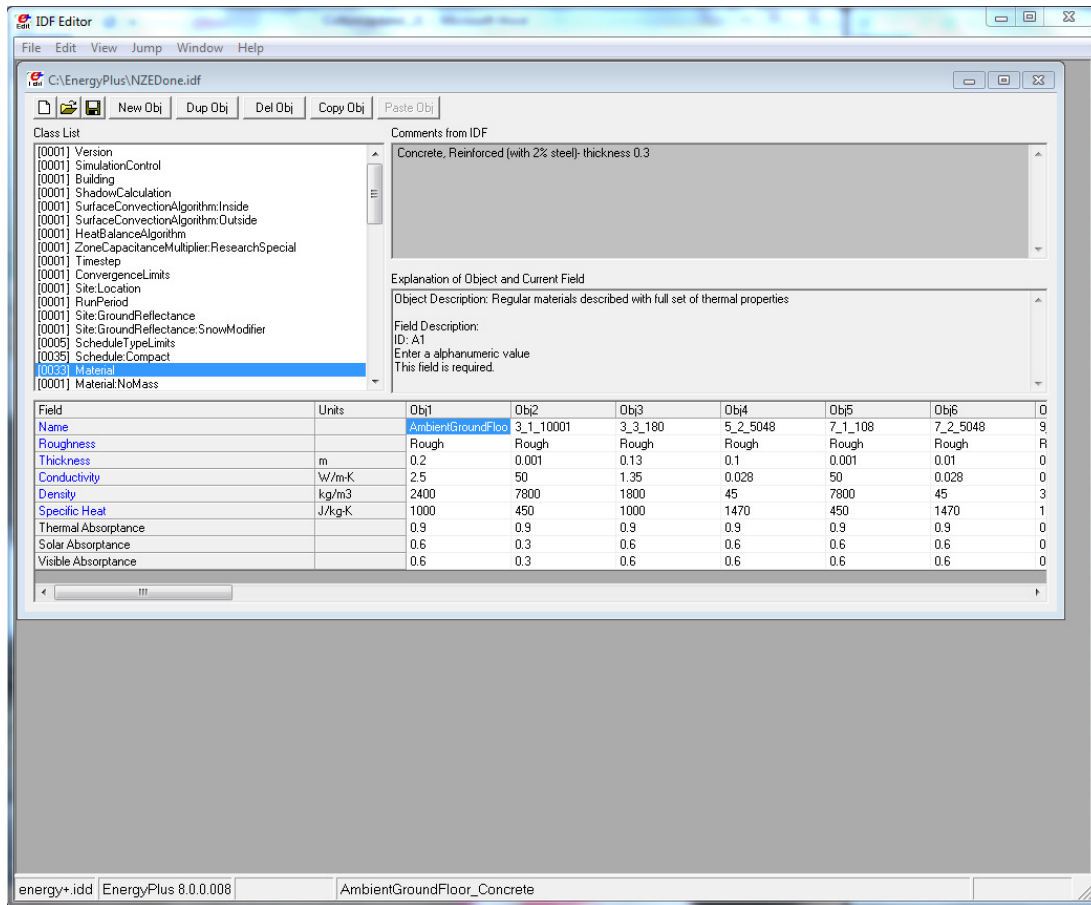 IDF Editor
File Edit View Jump Window Help
C:\EnergyPlus\NZEDone.idf
New Obj Dup Obj Del Obj Copy Obj Paste Obj
Class List
[0001] Version
[0001] SimulationControl
[0001] Building
[0001] ShadowCalculation
[0001] SurfaceConvectionAlgorithm:Inside
[0001] SurfaceConvectionAlgorithm:Outside
[0001] HeatBalanceAlgorithm
[0001] ZoneCapacitanceMultiplier:ResearchSpecial
[0001] Timestep
[0001] ConvergenceLimits
[0001] Site:Location
[0001] RunPeriod
[0001] Site:GroundReflectance
[0001] Site:GroundReflectance:SnowModifier
[0005] ScheduleTypeLimits
[0035] Schedule:Compact
[0033] Material
[0001] Material:NoMass
Comments from IDF
Concrete, Reinforced (with 2% steel)- thickness 0.3
Explanation of Object and Current Field
Object Description: Regular materials described with full set of thermal properties
Field Description:
ID: A1
Enter a alphanumeric value
This field is required.
Field Units Obj1 Obj2 Obj3 Obj4 Obj5 Obj6
Name AmbientGroundFloo 3_1_10001 3_3_180 5_2_5048 7_1_108 7_2_5048
Roughness Rough Rough Rough Rough Rough Rough
Thickness m 0.2 0.001 0.13 0.1 0.001 0.01
Conductivity W/m-K 2.5 50 1.35 0.028 50 0.028
Density kg/m3 2400 7800 1800 45 7800 45
Specific Heat J/kg-K 1000 450 1000 1470 450 1470
Thermal Absorptance 0.9 0.9 0.9 0.9 0.9 0.9
Solar Absorptance 0.6 0.3 0.6 0.6 0.6 0.6
Visible Absorptance 0.6 0.3 0.6 0.6 0.6 0.6
energy+.idd EnergyPlus 8.0.0.008 AmbientGroundFloor_Concrete